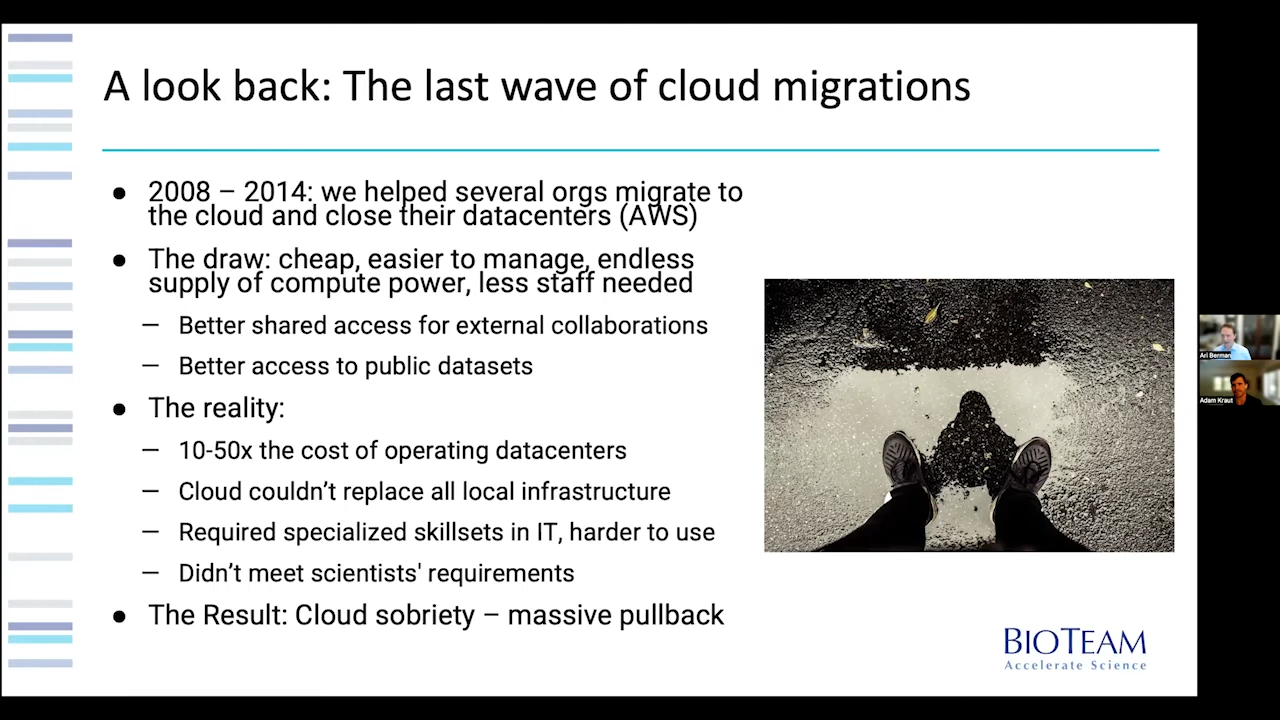 A look back: The last wave of cloud migrations
● 2008 – 2014: we helped several orgs migrate to
the cloud and close their datacenters (AWS)
● The draw: cheap, easier to manage, endless
supply of compute power, less staff needed
– Better shared access for external collaborations
– Better access to public datasets
● The reality:
– 10-50x the cost of operating datacenters
– Cloud couldn’t replace all local infrastructure
– Required specialized skillsets in IT, harder to use
– Didn’t meet scientists' requirements
● The Result: Cloud sobriety – massive pullback
BIOTEAM
Accelerate Science
Ari Berman
Adam Kraut